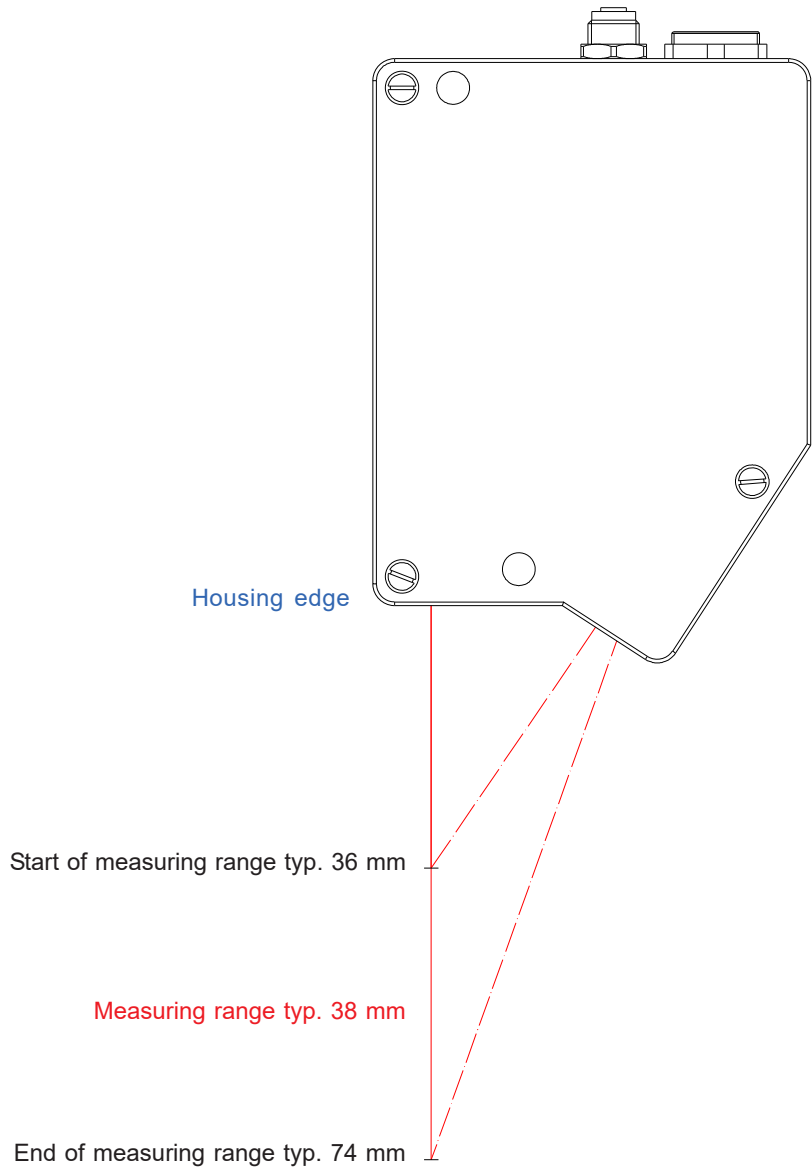 Housing edge
Start of measuring range typ. 36 mm
Measuring range typ. 38 mm
End of measuring range typ. 74 mm